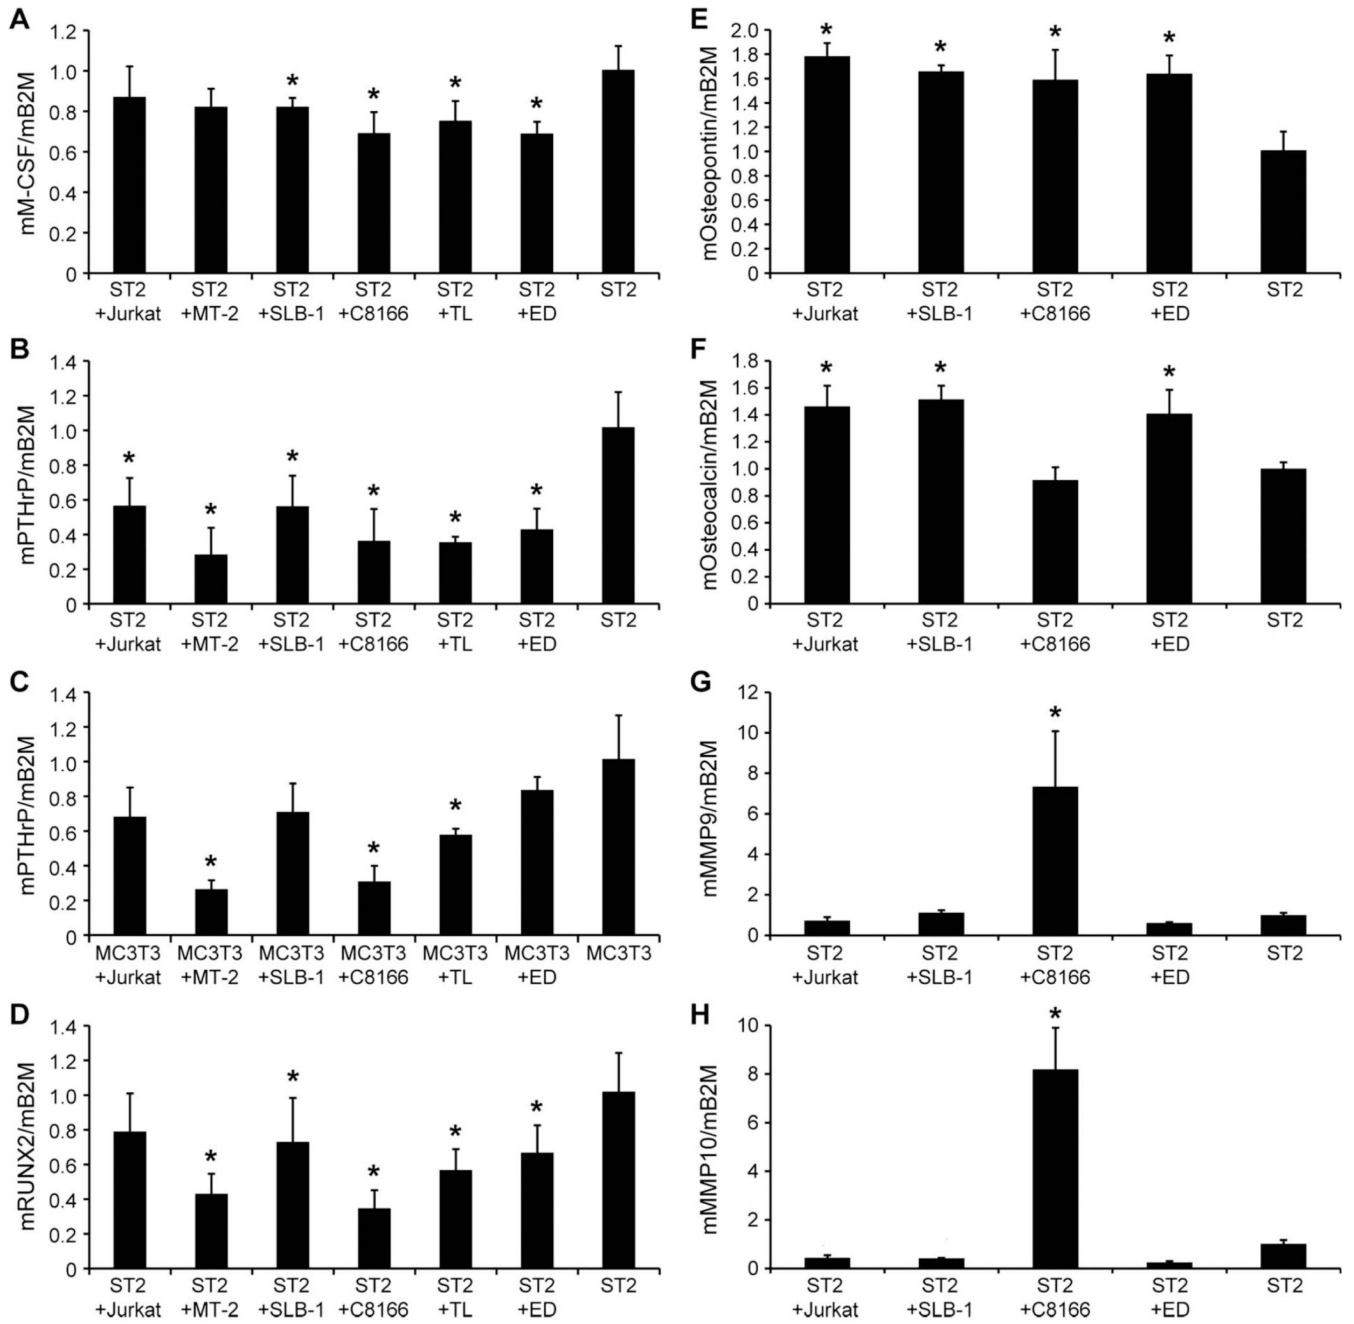 A
mM-CSF/mB2M
1.2
1.0
0.8
0.6
0.4
0.2
0
* * * *
ST2 ST2 ST2 ST2 ST2 ST2 ST2
+Jurkat +MT-2 +SLB-1 +C8166 +TL +ED
B
mPTHrP/mB2M
1.4
1.2
1.0
0.8
0.6
0.4
0.2
0
* * * * * *
ST2 ST2 ST2 ST2 ST2 ST2 ST2
+Jurkat +MT-2 +SLB-1 +C8166 +TL +ED
C
mPTHrP/mB2M
1.4
1.2
1.0
0.8
0.6
0.4
0.2
0
* * *
MC3T3 MC3T3 MC3T3 MC3T3 MC3T3 MC3T3 MC3T3
+Jurkat +MT-2 +SLB-1 +C8166 +TL +ED
D
mRUNX2/mB2M
1.4
1.2
1.0
0.8
0.6
0.4
0.2
0
* * * * *
ST2 ST2 ST2 ST2 ST2 ST2 ST2
+Jurkat +MT-2 +SLB-1 +C8166 +TL +ED
E
mOsteopontin/mB2M
2.0
1.8
1.6
1.4
1.2
1.0
0.8
0.6
0.4
0.2
0
* * * *
ST2 ST2 ST2 ST2 ST2
+Jurkat +SLB-1 +C8166 +ED
F
mOsteocalcin/mB2M
1.8
1.6
1.4
1.2
1.0
0.8
0.6
0.4
0.2
0
* * *
ST2 ST2 ST2 ST2 ST2
+Jurkat +SLB-1 +C8166 +ED
G
mMMP9/mB2M
12
10
8
6
4
2
0
*
ST2 ST2 ST2 ST2 ST2
+Jurkat +SLB-1 +C8166 +ED
H
mMMP10/mB2M
10
8
6
4
2
0
*
ST2 ST2 ST2 ST2 ST2
+Jurkat +SLB-1 +C8166 +ED